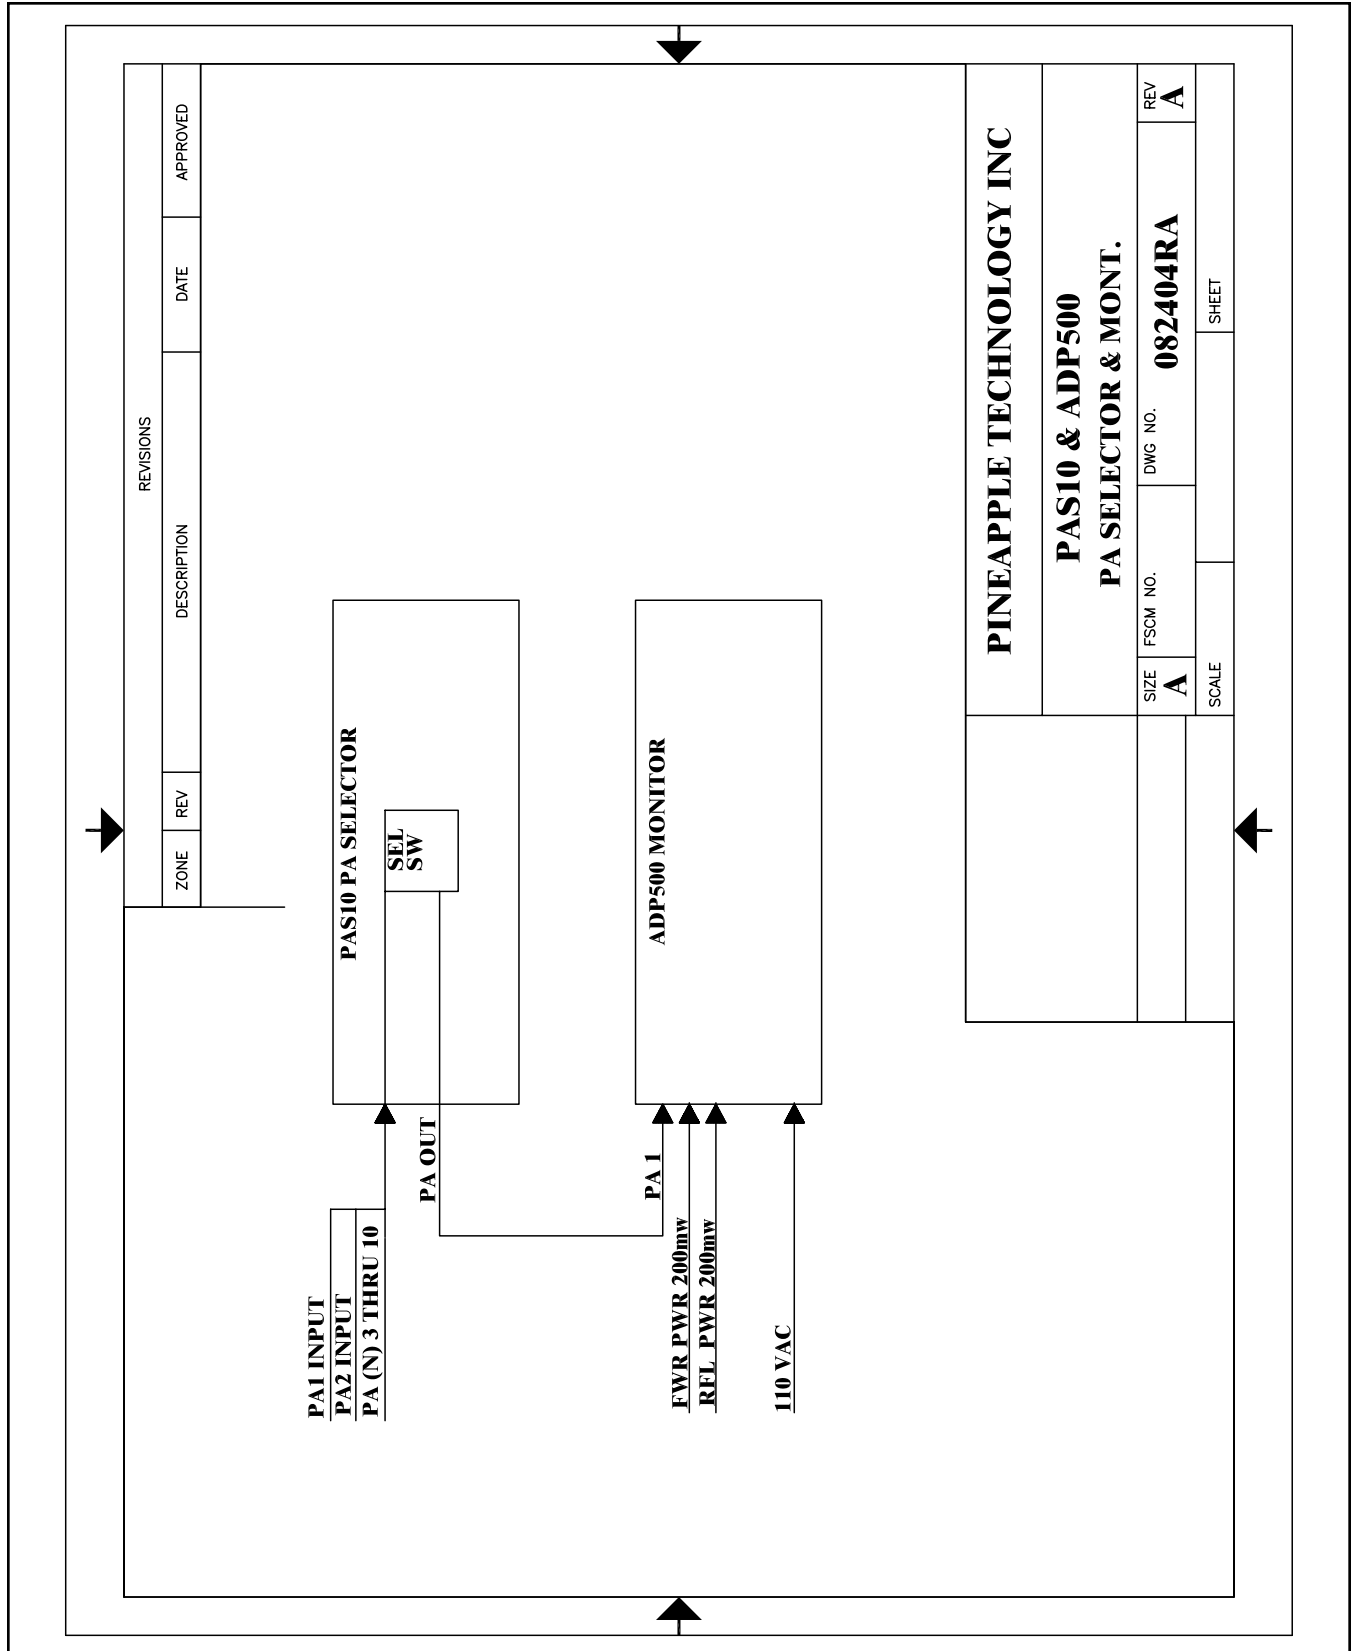 REVISIONS
ZONE
REV
DESCRIPTION
DATE
APPROVED
PAS10 PA SELECTOR
SEL
SW
PA1 INPUT
PA2 INPUT
PA (N) 3 THRU 10
PA OUT
ADP500 MONITOR
PA 1
FWR PWR 200mw
RFL PWR 200mw
110 VAC
PINEAPPLE TECHNOLOGY INC
PAS10 & ADP500
PA SELECTOR & MONT.
SIZE
A
FSCM NO.
DWG NO.
082404RA
REV
A
SCALE
SHEET